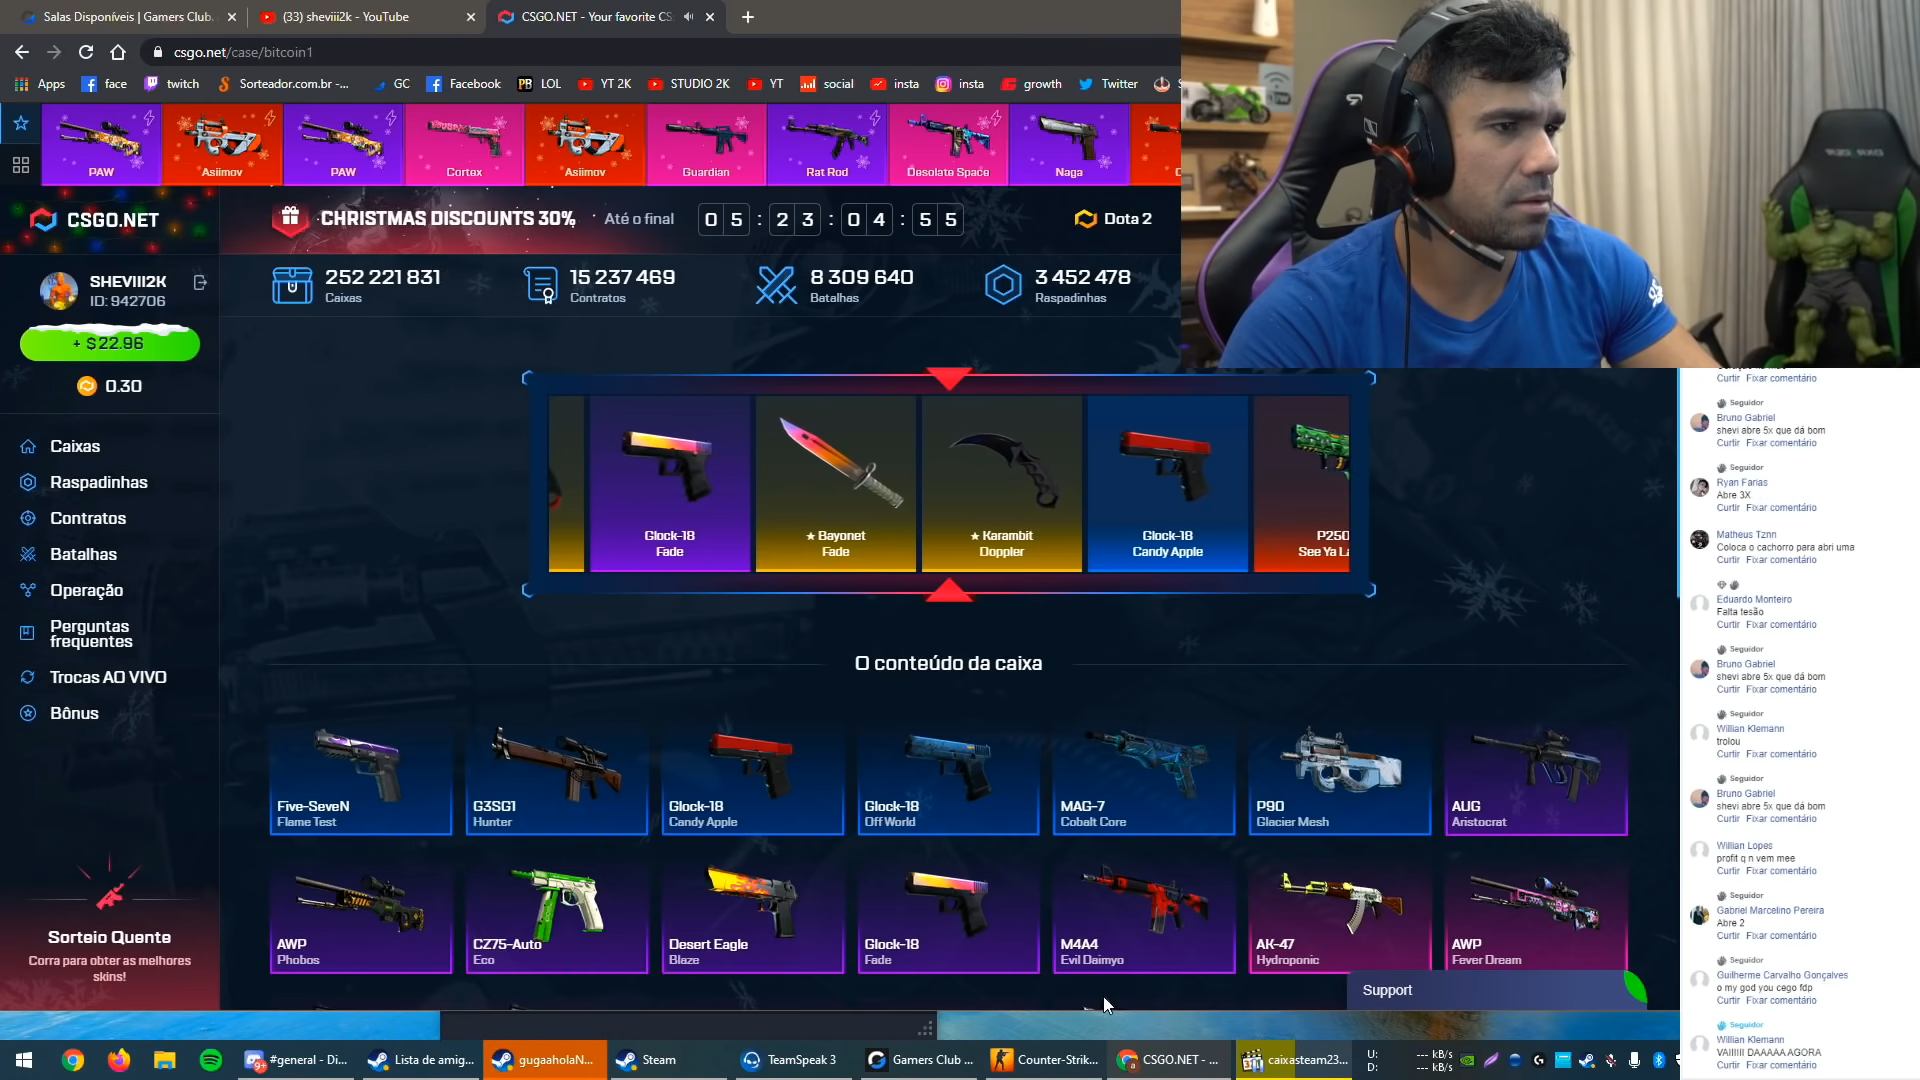 Salas Disponíveis | Gamers Club.
(33) sheviii2k - YouTube
CSGO.NET - Your favorite CS:
csgo.net/case/bitcoin1
Apps
face
twitch
Sorteador.com.br -...
GC
Facebook
PB
LOL
YT 2K
STUDIO 2K
YT
social
insta
insta
growth
Twitter
PAW
Asiimov
PAW
Cortex
Asiimov
Guardian
Rat Rod
Desolate Space
Naga
CSGO.NET
CHRISTMAS DISCOUNTS 30%
Até o final
05:23:04:55
Dota 2
SHEVIII2K
ID: 942706
+ $22.96
0.30
252 221 831
Caixas
15 237 469
Contratos
8 309 640
Batalhas
3 452 478
Raspadinhas
Caixas
Raspadinhas
Contratos
Batalhas
Operação
Perguntas
frequentes
Trocas AO VIVO
Bônus
Sorteio Quente
Corra para obter as melhores
skins!
Glock-18
Fade
★ Bayonet
Fade
★ Karambit
Doppler
Glock-18
Candy Apple
P250
See Ya La
O conteúdo da caixa
Five-SeveN
Flame Test
G3SG1
Hunter
Glock-18
Candy Apple
Glock-18
Off World
MAG-7
Cobalt Core
P90
Glacier Mesh
AUG
Aristocrat
AWP
Phobos
CZ75-Auto
Eco
Desert Eagle
Blaze
Glock-18
Fade
M4A4
Evil Daimyo
AK-47
Hydroponic
AWP
Fever Dream
Support
Curtir Fixar comentário
Seguidor
Bruno Gabriel
shevi abre 5x que dá bom
Curtir Fixar comentário
Seguidor
Ryan Farias
Abre 3X
Curtir Fixar comentário
Matheus Tznn
Coloca o cachorro para abri uma
Curtir Fixar comentário
Eduardo Monteiro
Falta tesão
Curtir Fixar comentário
Seguidor
Bruno Gabriel
shevi abre 5x que dá bom
Curtir Fixar comentário
Seguidor
Willian Klemann
trolou
Curtir Fixar comentário
Seguidor
Bruno Gabriel
shevi abre 5x que dá bom
Curtir Fixar comentário
Willian Lopes
profit q n vem mee
Curtir Fixar comentário
Seguidor
Gabriel Marcelino Pereira
Abre 2
Curtir Fixar comentário
Seguidor
Guilherme Carvalho Gonçalves
o my god you cego fdp
Curtir Fixar comentário
Seguidor
Willian Klemann
VAIIIIII DAAAAA AGORA
Curtir Fixar comentário
#general - Di...
Lista de amig...
gugaaholaN...
Steam
TeamSpeak 3
Gamers Club ...
Counter-Strik...
CSGO.NET - ...
caixasteam23...
U: --- kB/s
D: --- kB/s